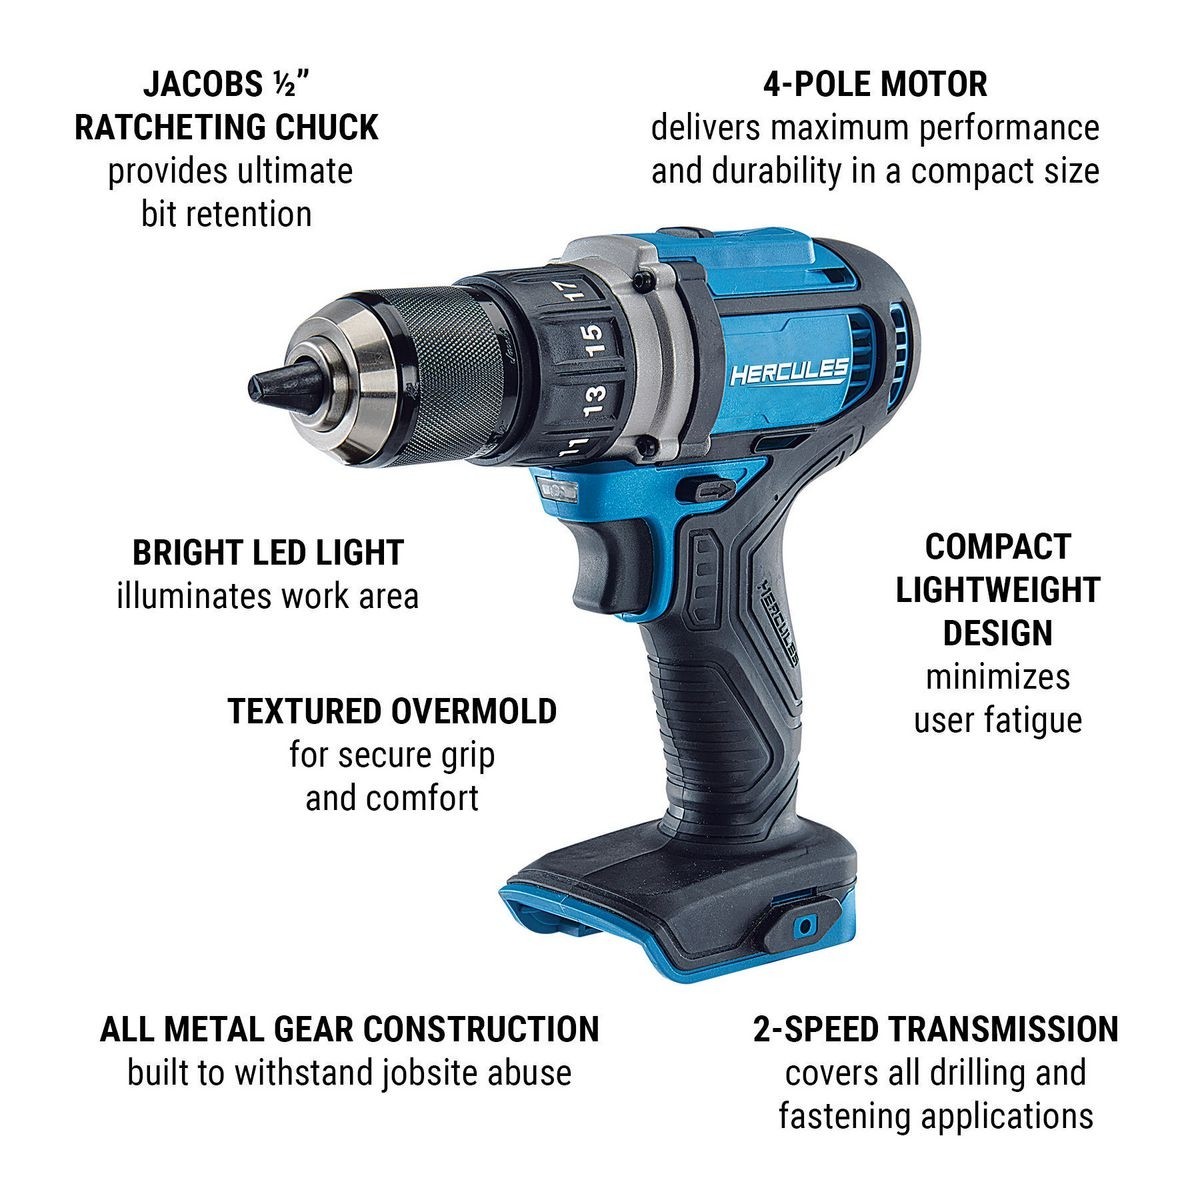 JACOBS ½”
RATCHETING CHUCK
provides ultimate
bit retention
4-POLE MOTOR
delivers maximum performance
and durability in a compact size
17
15
13
11
HERCULES
BRIGHT LED LIGHT
illuminates work area
COMPACT
LIGHTWEIGHT
DESIGN
minimizes
user fatigue
HERCULES
TEXTURED OVERMOLD
for secure grip
and comfort
ALL METAL GEAR CONSTRUCTION
built to withstand jobsite abuse
2-SPEED TRANSMISSION
covers all drilling and
fastening applications